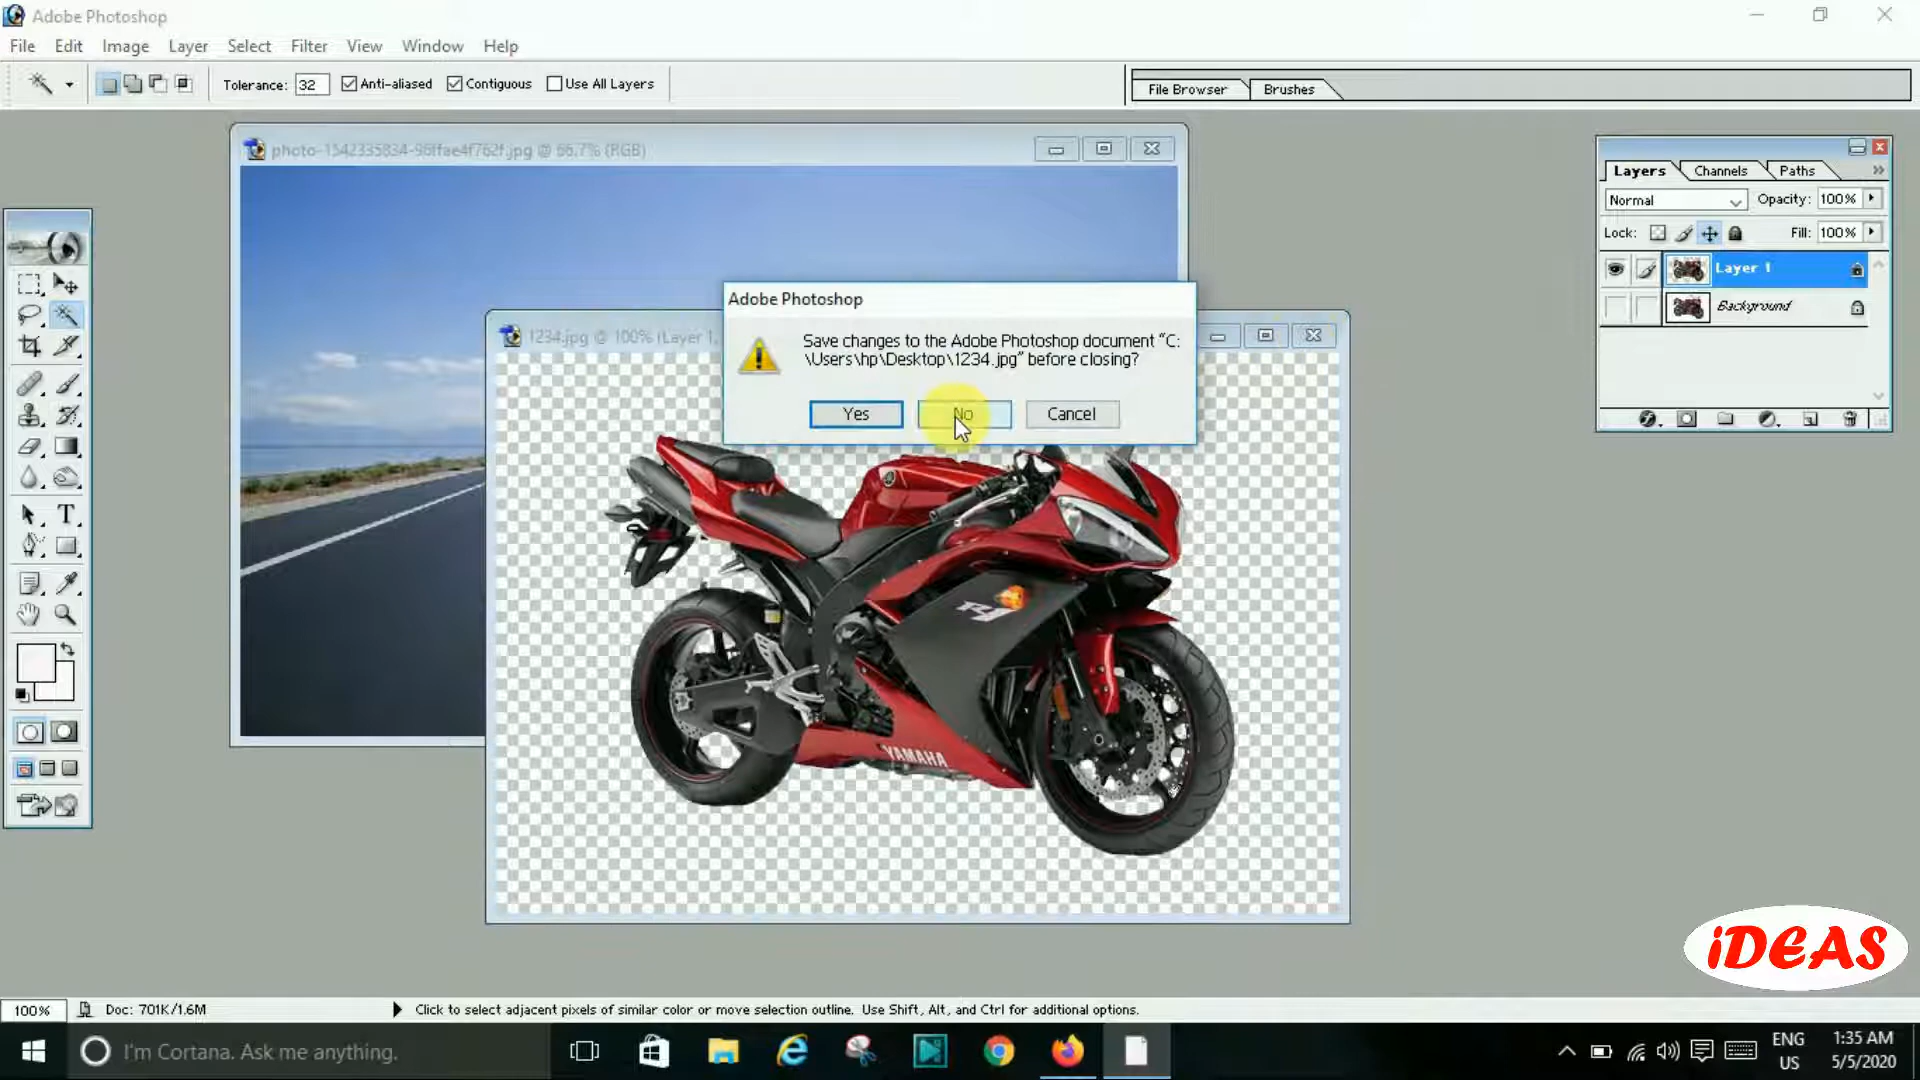 Adobe Photoshop
File Edit Image Layer Select Filter View Window Help
Tolerance: 32 Anti-aliased Contiguous Use All Layers
File Browser Brushes
photo-1542335834-96ffae4f762f.jpg @ 66.7% (RGB)
Layers Channels Paths
Normal Opacity: 100%
Lock: Fill: 100%
Layer 1
Background
Adobe Photoshop
1234.jpg @ 100% (Layer 1,
Save changes to the Adobe Photoshop document "C:
\Users\hp\Desktop\1234.jpg" before closing?
Yes No Cancel
R1
YAMAHA
iDEAS
100% Doc: 701K/1.6M Click to select adjacent pixels of similar color or move selection outline. Use Shift, Alt, and Ctrl for additional options.
I'm Cortana. Ask me anything.
ENG
US
1:35 AM
5/5/2020